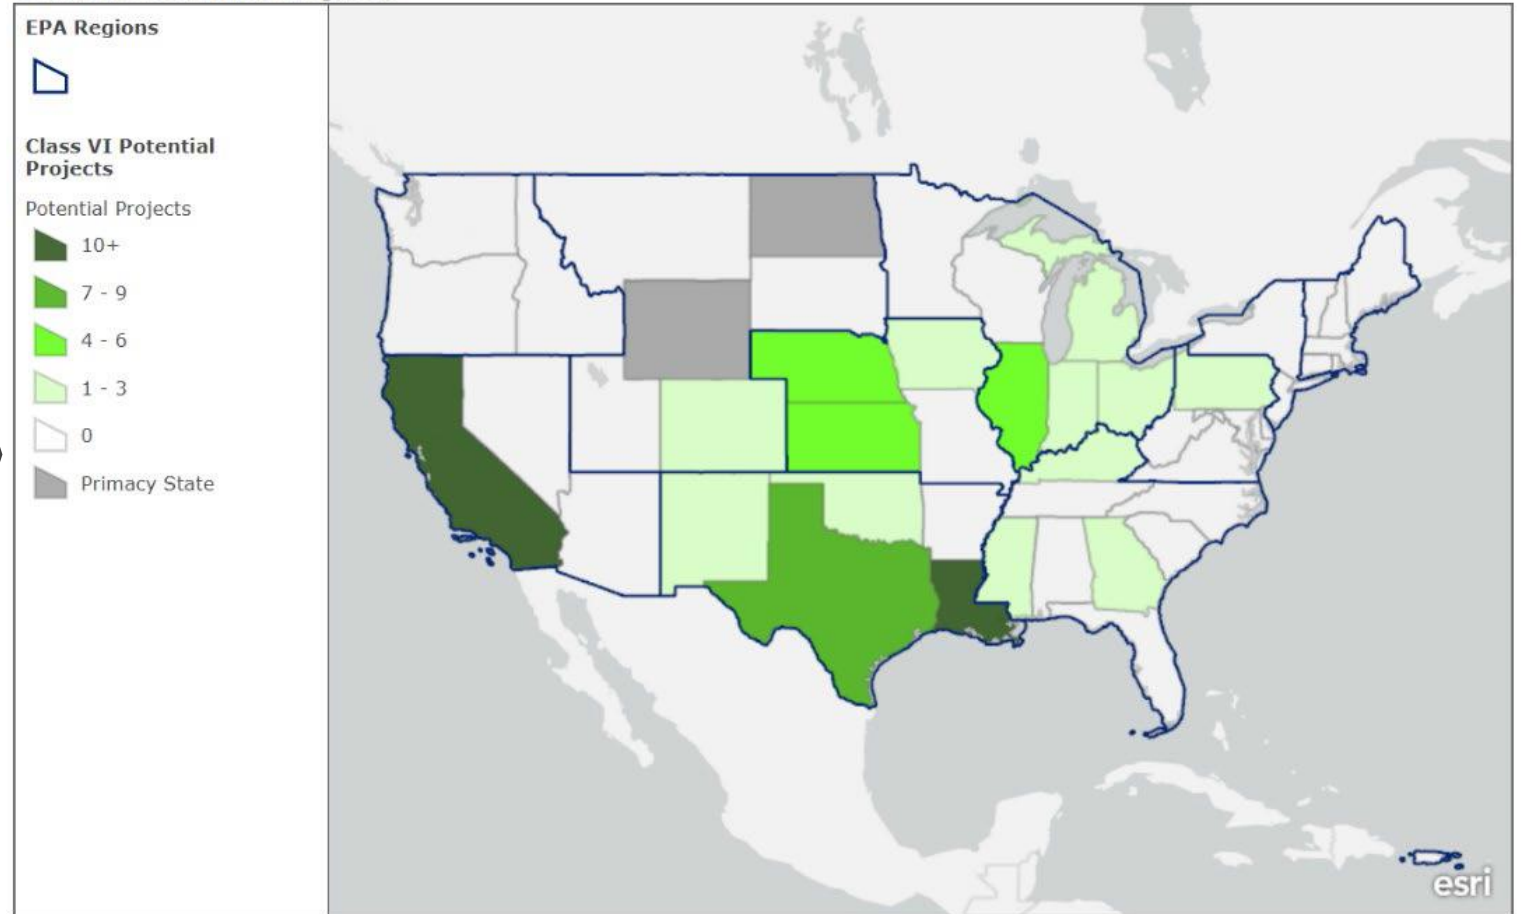 EPA Regions
Class VI Potential
Projects
Potential Projects
10+
7 - 9
4 - 6
1 - 3
0
Primacy State
esri